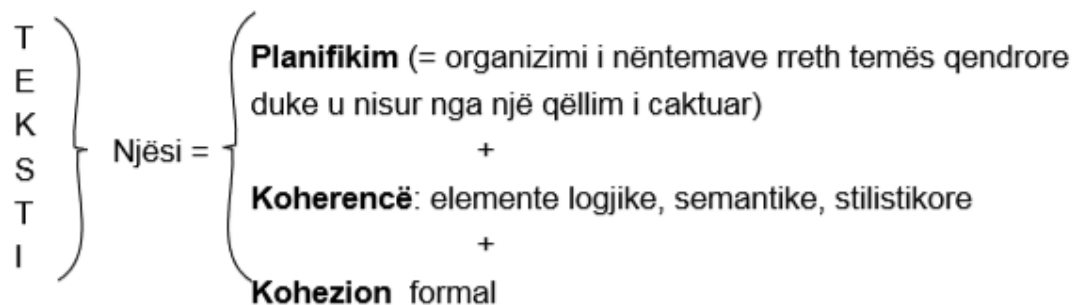 TEKSTI
Njësi =
Planifikim (= organizimi i nëntemave rreth temës qendrore
duke u nisur nga një qëllim i caktuar)
+
Koherencë: elemente logjike, semantike, stilistikore
+
Kohezion formal